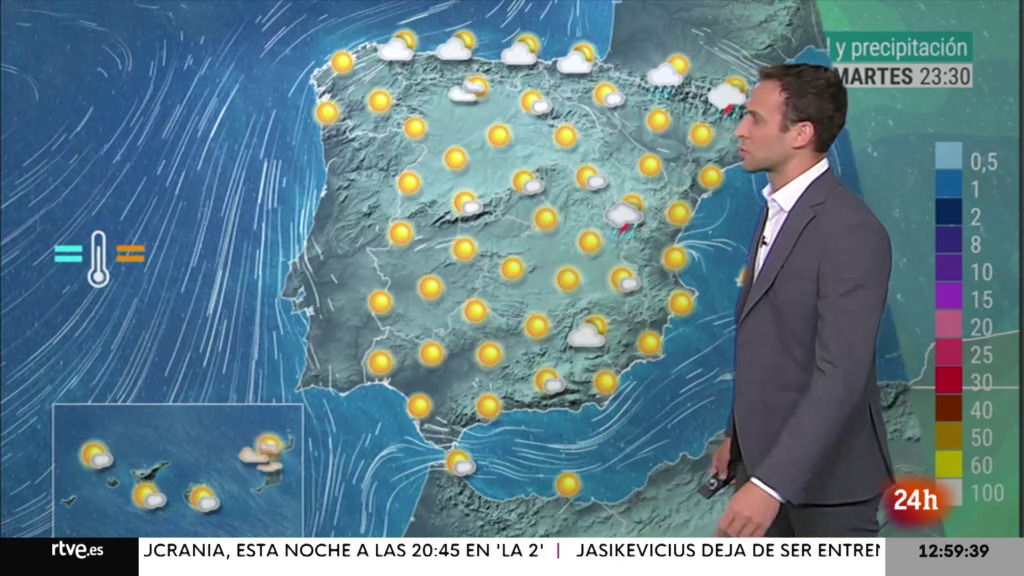 y precipitación
MARTES 23:30
0,5
1
2
8
10
15
20
25
30
40
50
60
100
24h
rtve.es
JCRANIA, ESTA NOCHE A LAS 20:45 EN 'LA 2' | JASIKEVICIUS DEJA DE SER ENTREN
12:59:39